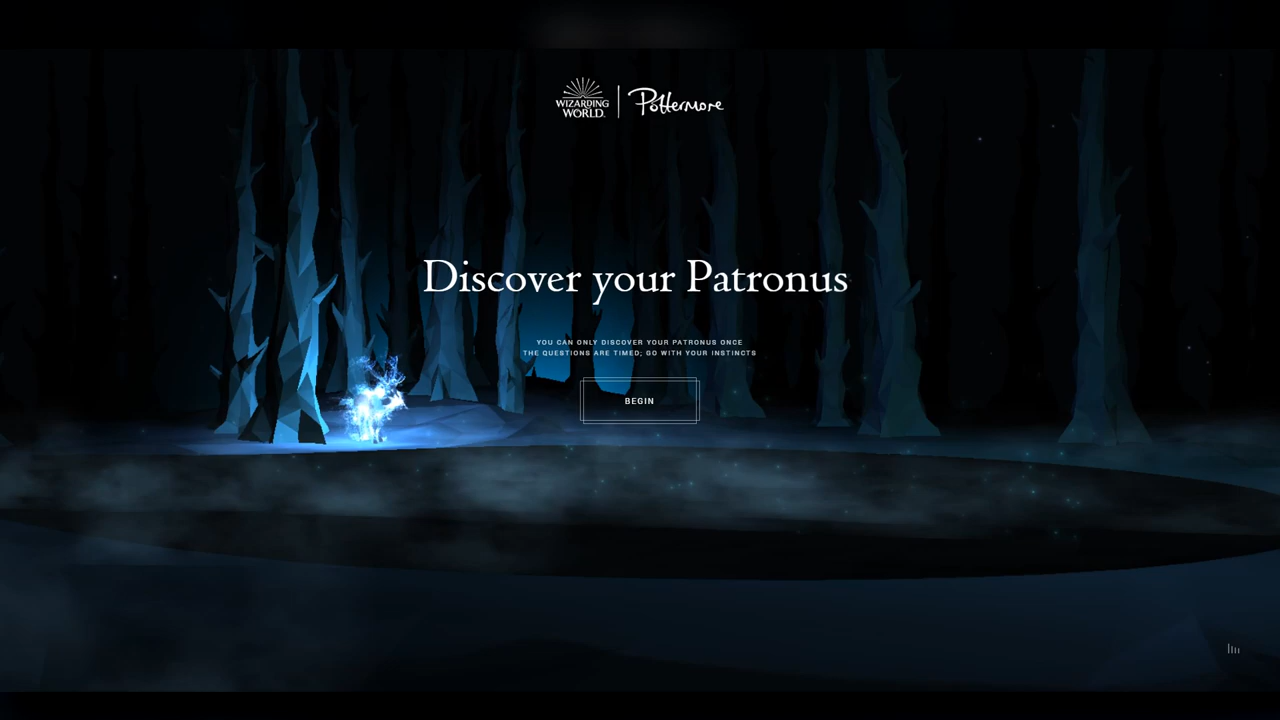 WIZARDING
WORLD.
Pottermore
Discover your Patronus
YOU CAN ONLY DISCOVER YOUR PATRONUS ONCE
THE QUESTIONS ARE TIMED; GO WITH YOUR INSTINCTS
BEGIN